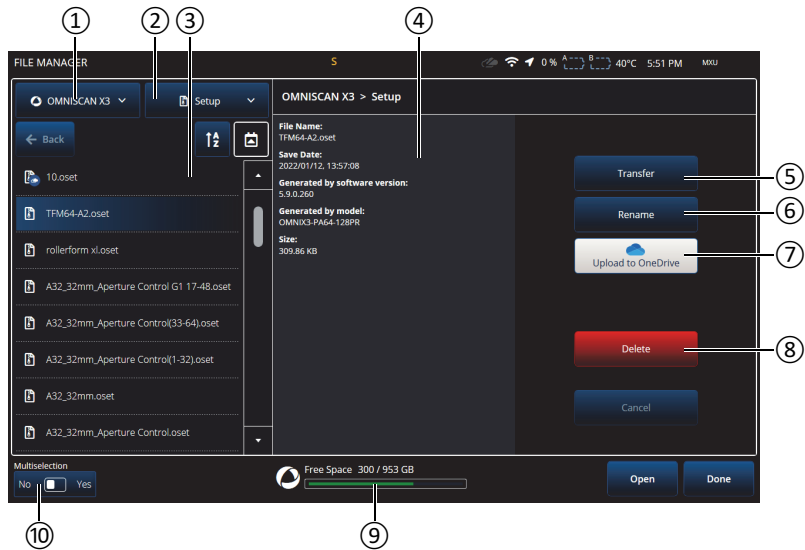 ① ② ③ ④
FILE MANAGER S 0 % A B 40°C 5:51 PM MXU
OMNISCAN X3 Setup OMNISCAN X3 > Setup
Back A Z
File Name:
TFM64-A2.oset
Save Date:
2022/01/12, 13:57:08
Generated by software version:
5.9.0.260
Generated by model:
OMNIX3-PA64-128PR
Size:
309.86 KB
10.oset
TFM64-A2.oset
rollerform xl.oset
A32_32mm_Aperture Control G1 17-48.oset
A32_32mm_Aperture Control(33-64).oset
A32_32mm_Aperture Control(1-32).oset
A32_32mm.oset
A32_32mm_Aperture Control.oset
Transfer ⑤
Rename ⑥
Upload to OneDrive ⑦
Delete ⑧
Cancel
Multiselection
No Yes
Free Space 300 / 953 GB
Open Done
⑩ ⑨